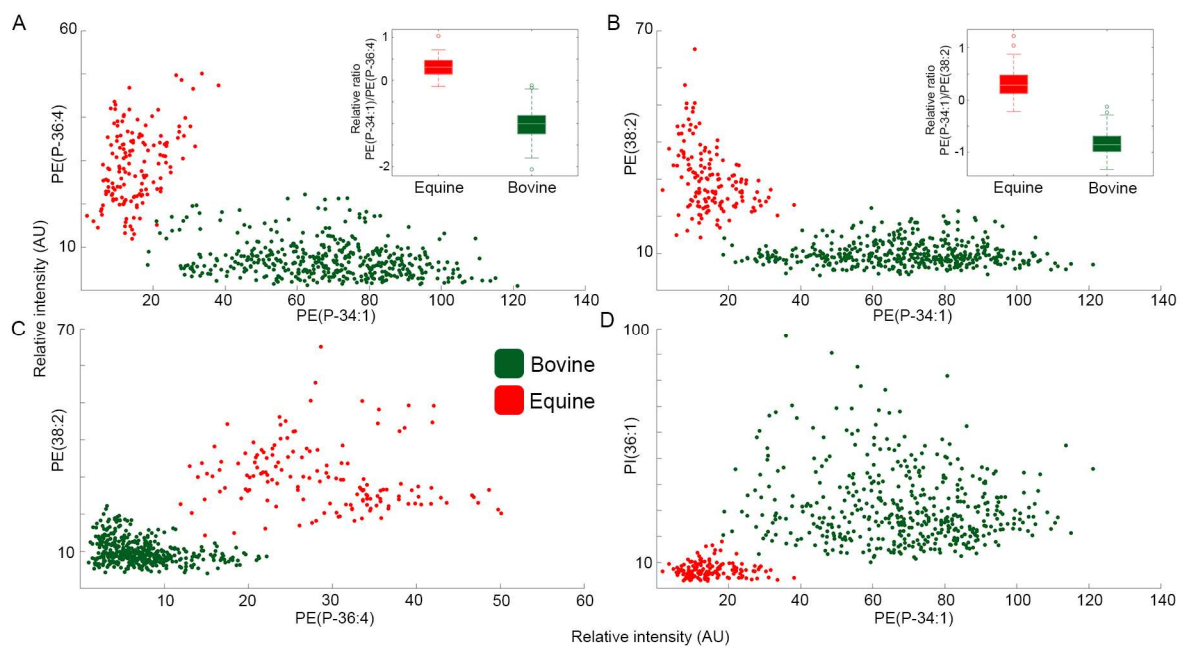 A
60
10
PE(P-36:4)
20
40
60
80
100
120
140
PE(P-34:1)
Relative ratio
PE(P-34:1)/PE(P-36:4)
1
0
-2
Equine
Bovine
B
70
10
PE(38:2)
20
40
60
80
100
120
140
PE(P-34:1)
Relative ratio
PE(P-34:1)/PE(38:2)
1
0
-1
Equine
Bovine
Relative intensity (AU)
C
70
10
PE(38:2)
10
20
30
40
50
60
PE(P-36:4)
Bovine
Equine
D
100
10
PI(36:1)
20
40
60
80
100
120
140
PE(P-34:1)
Relative intensity (AU)